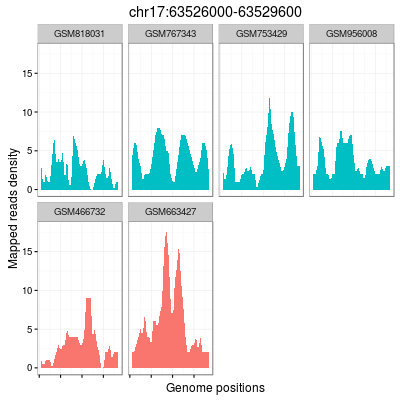 chr17:63526000-63529600
GSM818031 GSM767343 GSM753429 GSM956008
15
10
5
0
GSM466732 GSM663427
15
10
5
0
Mapped reads density
Genome positions